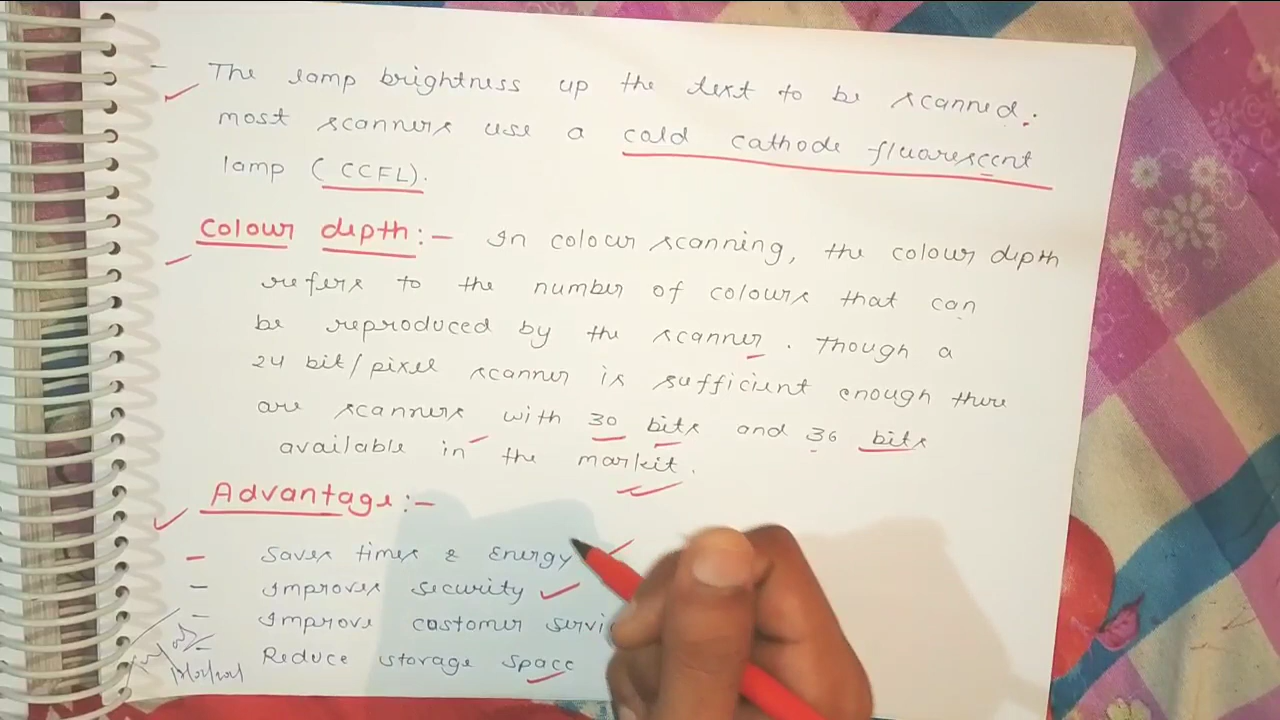 - The lamp brightness up the text to be scanned.
most scanners use a cold cathode fluorescent
lamp (CCFL).
Colour depth:- In colour scanning, the colour depth
refers to the number of colours that can
be reproduced by the scanner. Though a
24 bit/pixel scanner is sufficient enough there
are scanners with 30 bits and 36 bits
available in the markit.
Advantage:-
- Saves times & Energy
- Improves security
- Improve customer servi
- Reduce storage space